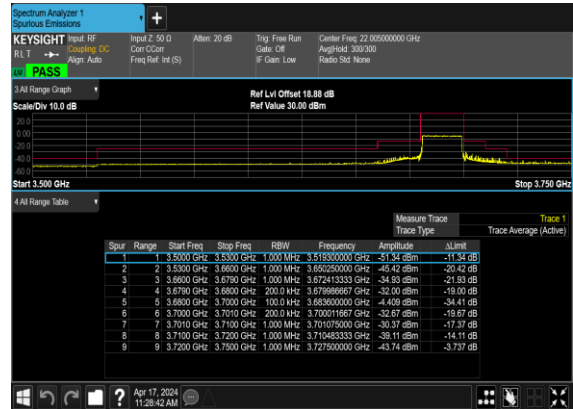 Spectrum Analyzer 1
Spurious Emissions
KEYSIGHT Input: RF Input Z: 50 Ω Atten: 20 dB Trig: Free Run Center Freq: 22.005000000 GHz
RLT Coupling: DC Corr CCorr Gate: Off Avg|Hold: 300/300
Align: Auto Freq Ref: Int (S) IF Gain: Low Radio Std: None
LW PASS
3 All Range Graph Ref Lvl Offset 18.88 dB
Scale/Div 10.0 dB Ref Value 30.00 dBm
20.0
0.00
-20.0
-40.0
-60.0
Start 3.500 GHz Stop 3.750 GHz
4 All Range Table
Measure Trace Trace 1
Trace Type Trace Average (Active)
Spur Range Start Freq Stop Freq RBW Frequency Amplitude ΔLimit
1 1 3.5000 GHz 3.5300 GHz 1.000 MHz 3.519300000 GHz -51.34 dBm -11.34 dB
2 2 3.5300 GHz 3.6600 GHz 1.000 MHz 3.650250000 GHz -45.42 dBm -20.42 dB
3 3 3.6600 GHz 3.6790 GHz 1.000 MHz 3.672413333 GHz -34.93 dBm -21.93 dB
4 4 3.6790 GHz 3.6800 GHz 200.0 kHz 3.679986667 GHz -32.00 dBm -19.00 dB
5 5 3.6800 GHz 3.7000 GHz 100.0 kHz 3.683600000 GHz -4.409 dBm -34.41 dB
6 6 3.7000 GHz 3.7010 GHz 200.0 kHz 3.700011667 GHz -32.67 dBm -19.67 dB
7 7 3.7010 GHz 3.7100 GHz 1.000 MHz 3.701075000 GHz -30.37 dBm -17.37 dB
8 8 3.7100 GHz 3.7200 GHz 1.000 MHz 3.710483333 GHz -39.11 dBm -14.11 dB
9 9 3.7200 GHz 3.7500 GHz 1.000 MHz 3.727500000 GHz -43.74 dBm -3.737 dB
? Apr 17, 2024
11:28:42 AM